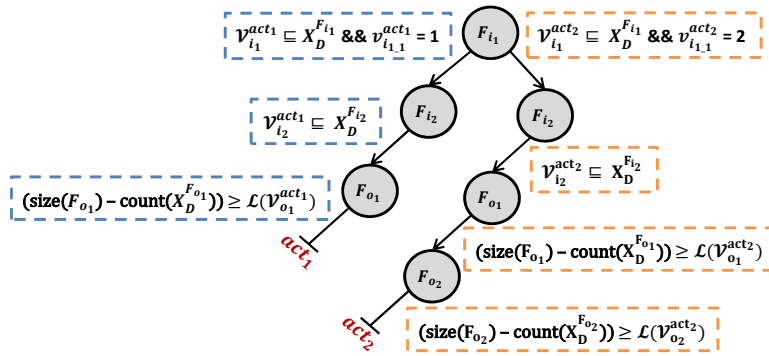 𝒱_{i_1}^{act_1} ⊑ X_D^{F_{i_1}} && v_{i_{1\_1}}^{act_1} = 1
F_{i_1}
𝒱_{i_1}^{act_2} ⊑ X_D^{F_{i_1}} && v_{i_{1\_1}}^{act_2} = 2
𝒱_{i_2}^{act_1} ⊑ X_D^{F_{i_2}}
F_{i_2}
F_{i_2}
𝒱_{i_2}^{act_2} ⊑ X_D^{F_{i_2}}
(size(F_{o_1}) − count(X_D^{F_{o_1}})) ≥ ℒ(𝒱_{o_1}^{act_1})
F_{o_1}
F_{o_1}
act_1
(size(F_{o_1}) − count(X_D^{F_{o_1}})) ≥ ℒ(𝒱_{o_1}^{act_2})
F_{o_2}
act_2
(size(F_{o_2}) − count(X_D^{F_{o_2}})) ≥ ℒ(𝒱_{o_2}^{act_2})